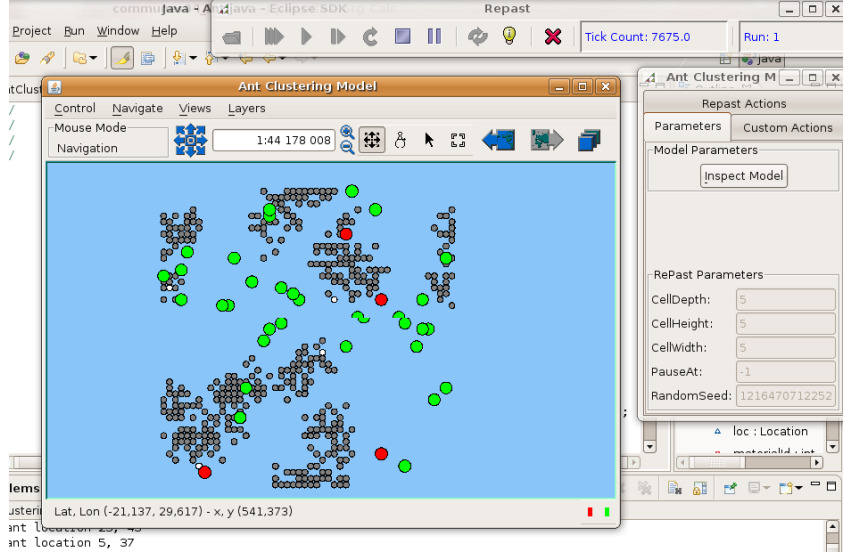 Java - A
Java - Eclipse SDK
Repast
Project Run Window Help
Tick Count: 7675.0
Run: 1
Java
Ant Clustering Model
Ant Clustering M
Control Navigate Views Layers
Repast Actions
Mouse Mode
Navigation
1:44 178 008
Parameters
Custom Actions
Model Parameters
Inspect Model
RePast Parameters
CellDepth: 5
CellHeight: 5
CellWidth: 5
PauseAt: -1
RandomSeed: 1216470712252
loc : Location
Lat, Lon (-21,137, 29,617) - x, y (541,373)
ant location 5, 37